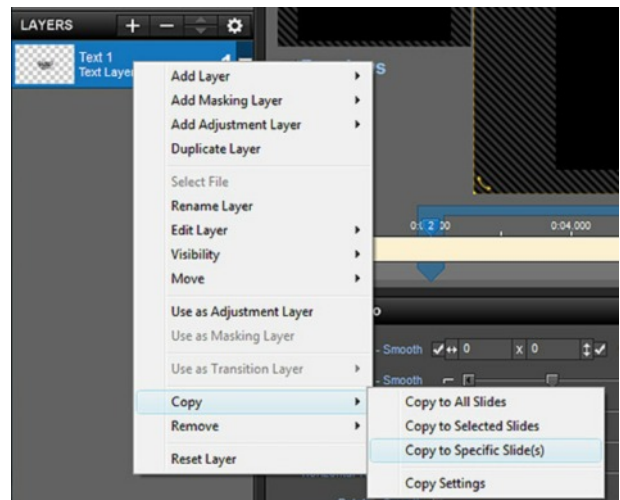 LAYERS
Text 1
Text Layer
Add Layer
Add Masking Layer
Add Adjustment Layer
Duplicate Layer
Select File
Rename Layer
Edit Layer
Visibility
Move
Use as Adjustment Layer
Use as Masking Layer
Use as Transition Layer
Copy
Remove
Reset Layer
Copy to All Slides
Copy to Selected Slides
Copy to Specific Slide(s)
Copy Settings
2
0:04.000
- Smooth
0
x 0
- Smooth